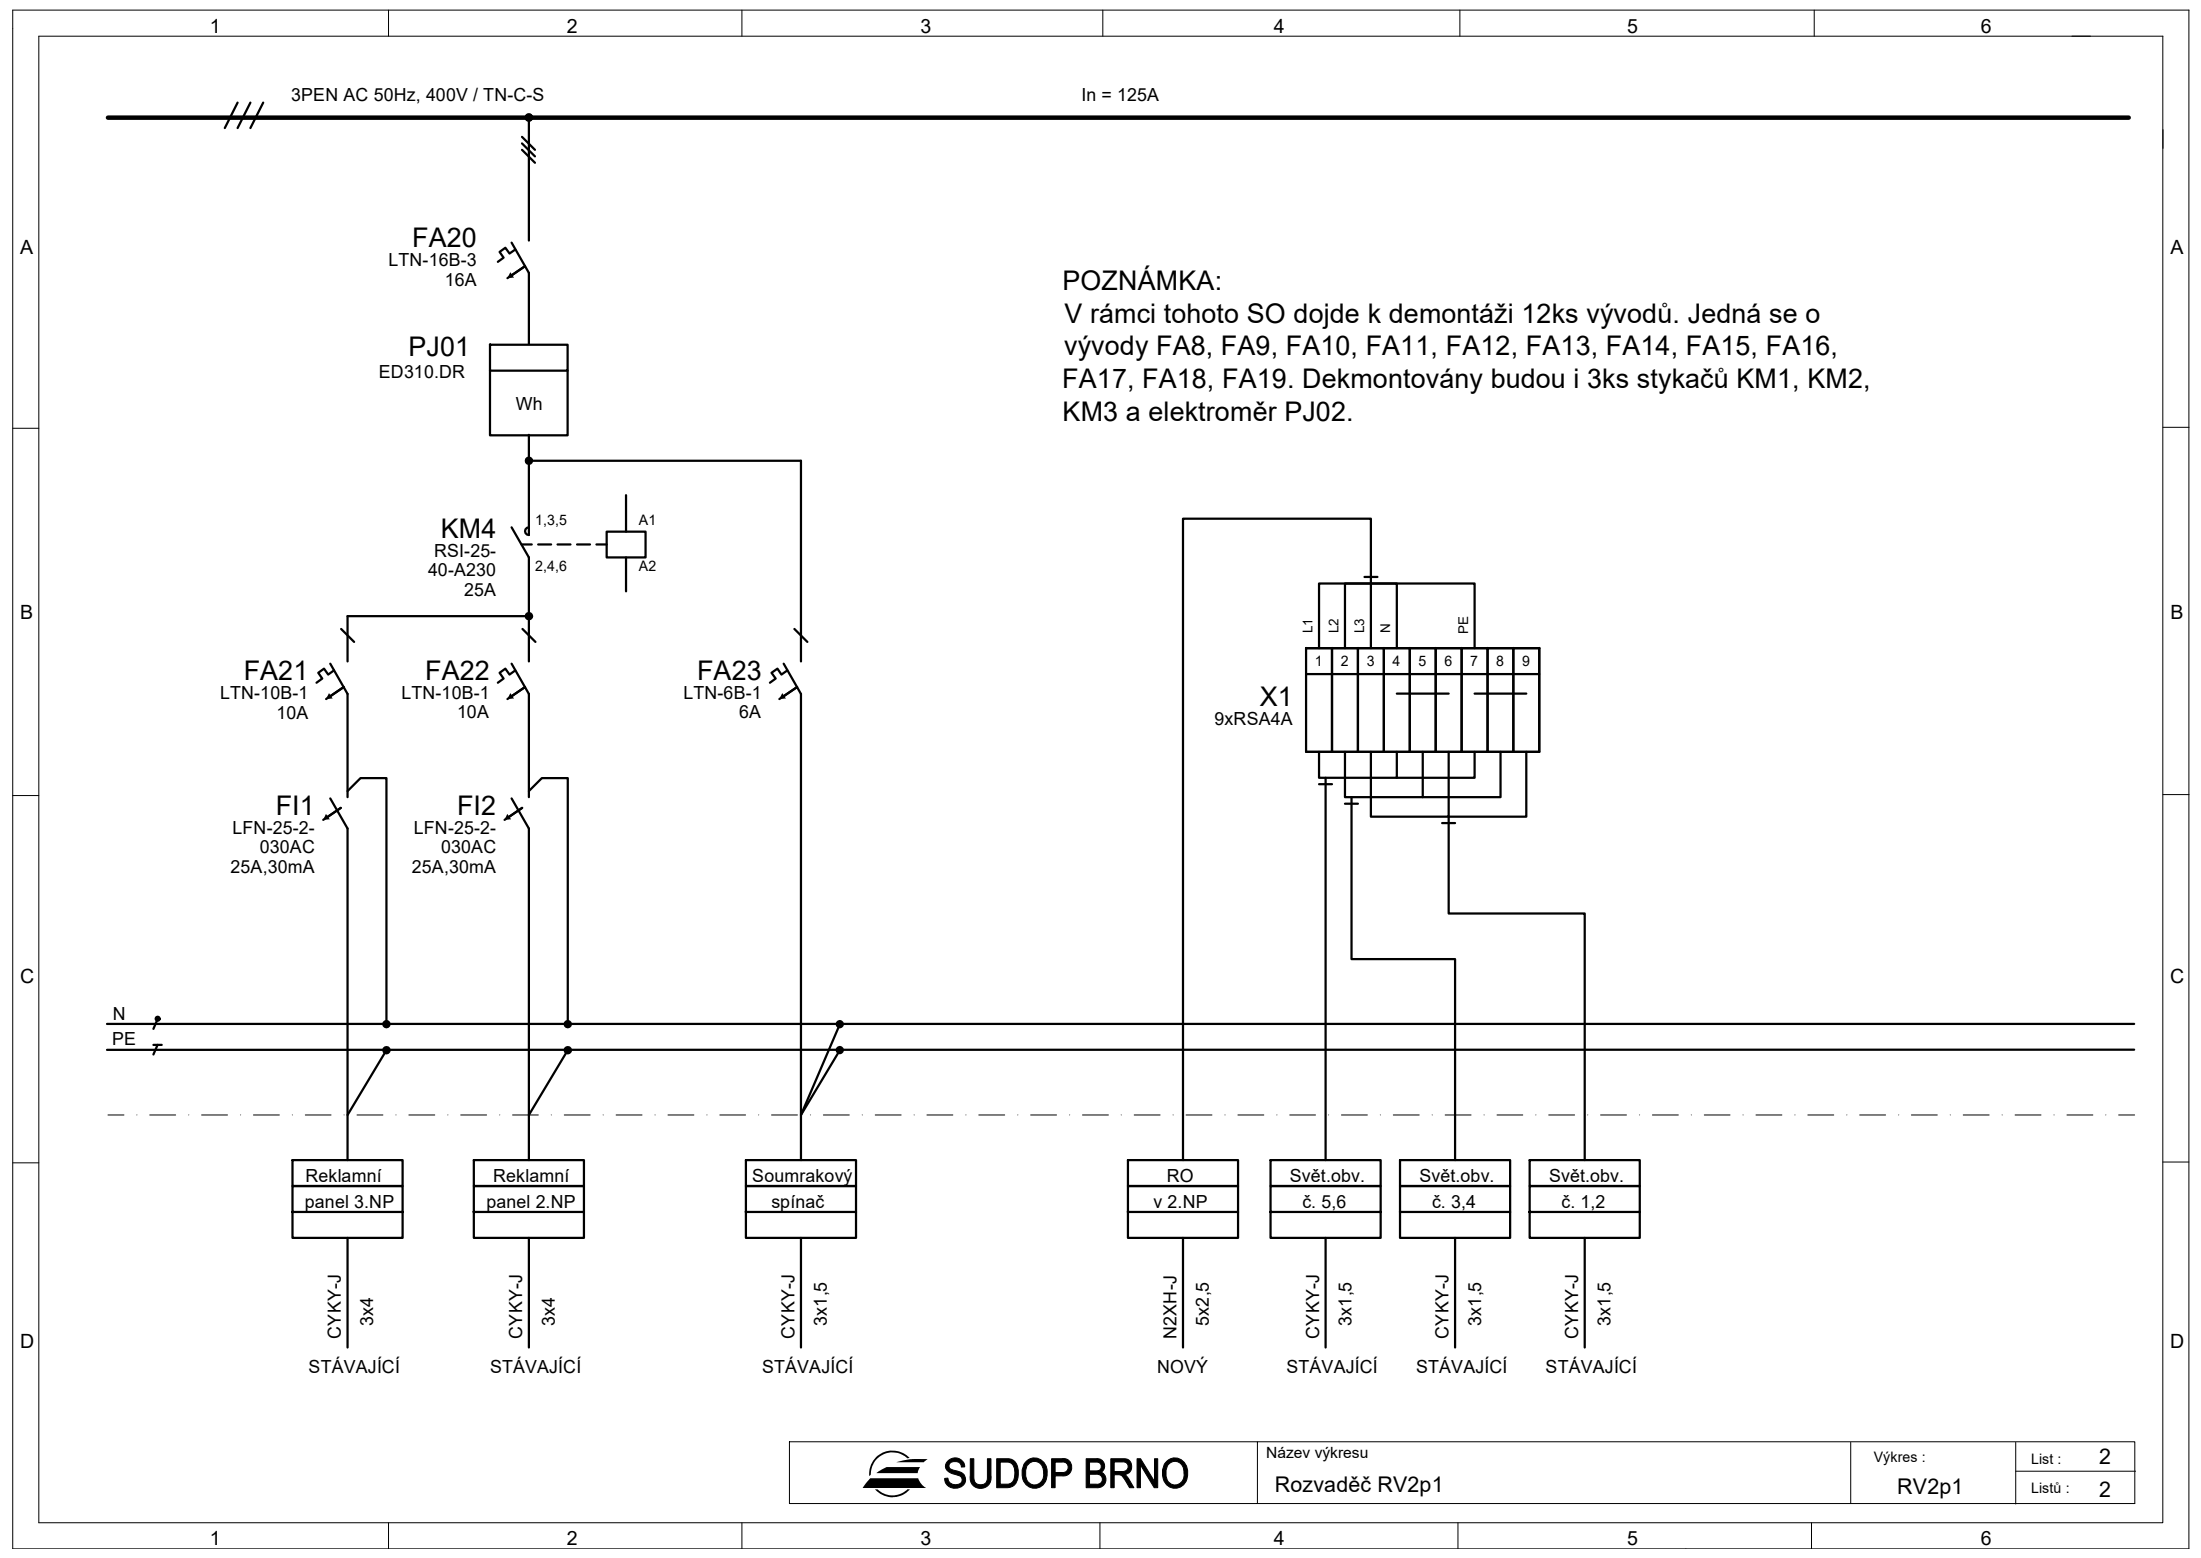 1 2 3 4 5 6
3PEN AC 50Hz, 400V / TN-C-S
In = 125A
A
A
FA20
LTN-16B-3
16A
POZNÁMKA:
V rámci tohoto SO dojde k demontáži 12ks vývodů. Jedná se o
vývody FA8, FA9, FA10, FA11, FA12, FA13, FA14, FA15, FA16,
FA17, FA18, FA19. Dekmontovány budou i 3ks stykačů KM1, KM2,
KM3 a elektroměr PJ02.
PJ01
ED310.DR
Wh
KM4
RSI-25-
40-A230
25A
1,3,5
2,4,6
A1
A2
B
B
L1
L2
L3
N
PE
1 2 3 4 5 6 7 8 9
X1
9xRSA4A
FA21
LTN-10B-1
10A
FA22
LTN-10B-1
10A
FA23
LTN-6B-1
6A
FI1
LFN-25-2-
030AC
25A,30mA
FI2
LFN-25-2-
030AC
25A,30mA
C
C
N
PE
Reklamní
panel 3.NP
Reklamní
panel 2.NP
Soumrakový
spínač
RO
v 2.NP
Svět.obv.
č. 5,6
Svět.obv.
č. 3,4
Svět.obv.
č. 1,2
CYKY-J
3x4
CYKY-J
3x4
CYKY-J
3x1,5
N2XH-J
5x2,5
CYKY-J
3x1,5
CYKY-J
3x1,5
CYKY-J
3x1,5
D
D
STÁVAJÍCÍ
STÁVAJÍCÍ
STÁVAJÍCÍ
NOVÝ
STÁVAJÍCÍ
STÁVAJÍCÍ
STÁVAJÍCÍ
SUDOP BRNO
Název výkresu
Rozvaděč RV2p1
Výkres :
RV2p1
List : 2
Listů : 2
1 2 3 4 5 6